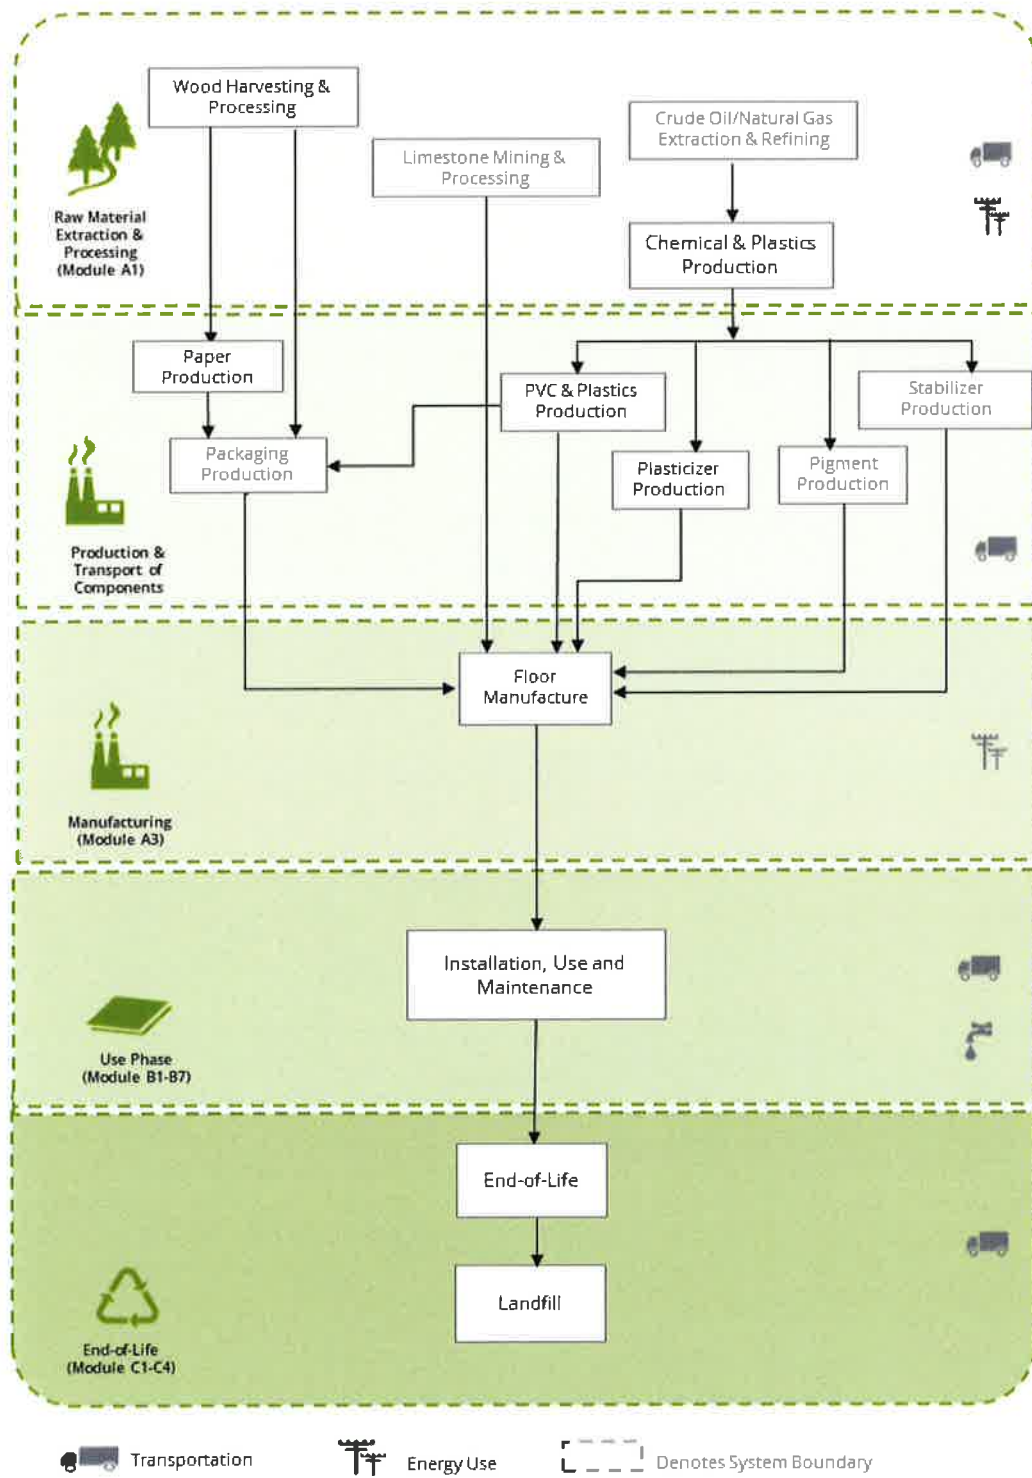 Wood Harvesting &
Processing
Crude Oil/Natural Gas
Extraction & Refining
Limestone Mining &
Processing
Raw Material
Extraction &
Processing
(Module A1)
Chemical & Plastics
Production
Paper
Production
PVC & Plastics
Production
Stabilizer
Production
Packaging
Production
Plasticizer
Production
Pigment
Production
Production &
Transport of
Components
Floor
Manufacture
Manufacturing
(Module A3)
Installation, Use and
Maintenance
Use Phase
(Module B1-B7)
End-of-Life
Landfill
End-of-Life
(Module C1-C4)
Transportation
Energy Use
Denotes System Boundary